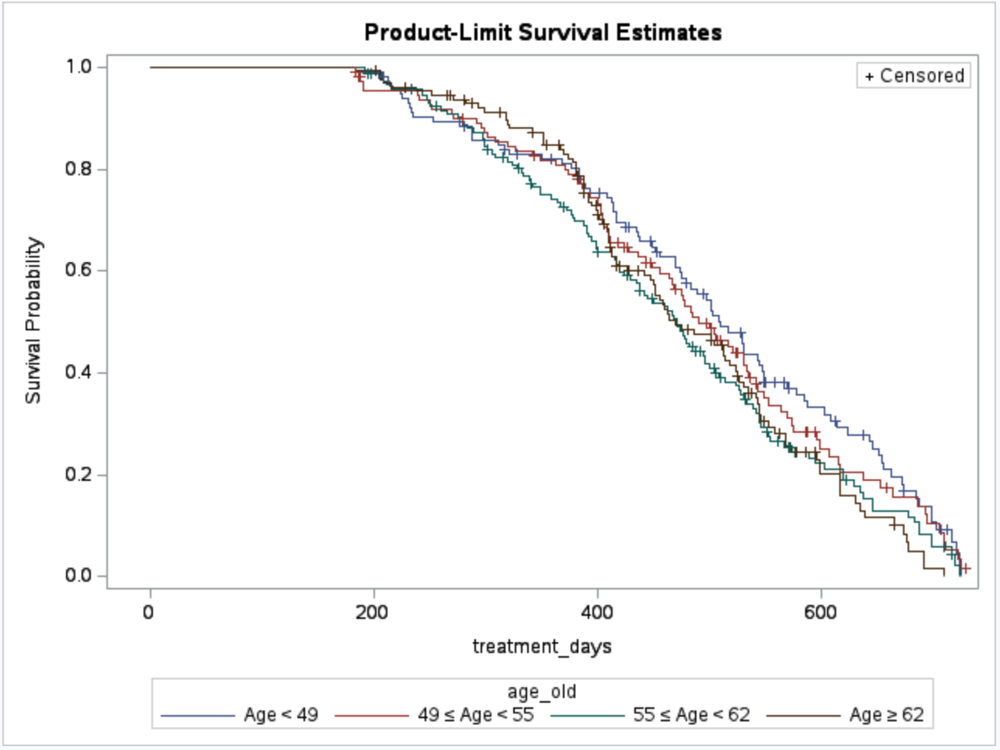 Product-Limit Survival Estimates
+ Censored
1.0
0.8
0.6
0.4
0.2
0.0
Survival Probability
0 200 400 600
treatment_days
age_old
Age < 49 49 ≤ Age < 55 55 ≤ Age < 62 Age ≥ 62